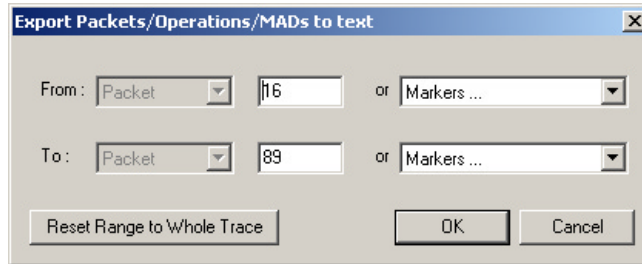 Export Packets/Operations/MADs to text
From : Packet 16 or Markers ...
To : Packet 89 or Markers ...
Reset Range to Whole Trace OK Cancel